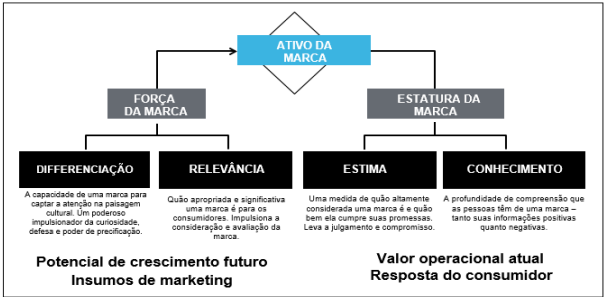 ATIVO DA
MARCA
FORÇA
DA MARCA
ESTATURA DA
MARCA
DIFFERENCIAÇÃO
A capacidade de uma marca para
captar a atenção na paisagem
cultural. Um poderoso
impulsionador da curiosidade,
defesa e poder de precificação.
RELEVÂNCIA
Quão apropriada e significativa
uma marca é para os
consumidores. Impulsiona a
consideração e avaliação da
marca.
ESTIMA
Uma medida de quão altamente
considerada uma marca é e quão
bem ela cumpre suas promessas.
Leva a julgamento e compromisso.
CONHECIMENTO
A profundidade de compreensão que
as pessoas têm de uma marca –
tanto suas informações positivas
quanto negativas.
Potencial de crescimento futuro
Insumos de marketing
Valor operacional atual
Resposta do consumidor